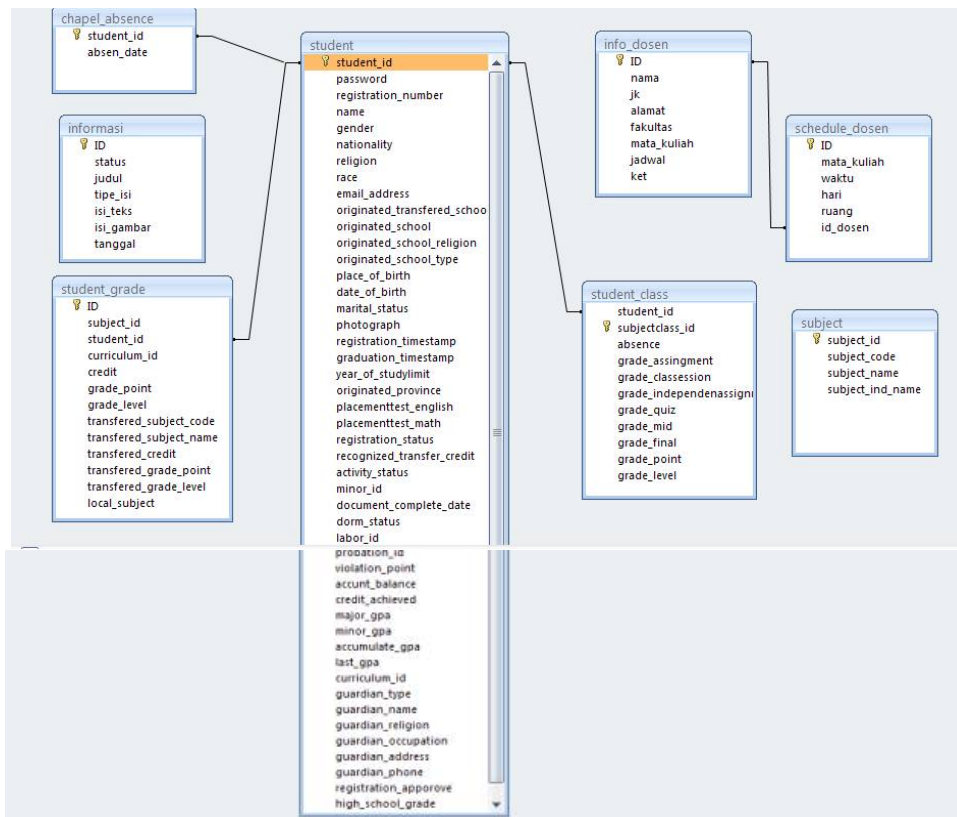 chapel_absence
student_id
absen_date
informasi
ID
status
judul
tipe_isi
isi_teks
isi_gambar
tanggal
student_grade
ID
subject_id
student_id
curriculum_id
credit
grade_point
grade_level
transfered_subject_code
transfered_subject_name
transfered_credit
transfered_grade_point
transfered_grade_level
local_subject
student
student_id
password
registration_number
name
gender
nationality
religion
race
email_address
originated_transfered_schoo
originated_school
originated_school_religion
originated_school_type
place_of_birth
date_of_birth
marital_status
photograph
registration_timestamp
graduation_timestamp
year_of_studylimit
originated_province
placementtest_english
placementtest_math
registration_status
recognized_transfer_credit
activity_status
minor_id
document_complete_date
dorm_status
labor_id
probation_id
violation_point
accunt_balance
credit_achieved
major_gpa
minor_gpa
accumulate_gpa
last_gpa
curriculum_id
guardian_type
guardian_name
guardian_religion
guardian_occupation
guardian_address
guardian_phone
registration_apporove
high_school_grade
info_dosen
ID
nama
jk
alamat
fakultas
mata_kuliah
jadwal
ket
schedule_dosen
ID
mata_kuliah
waktu
hari
ruang
id_dosen
student_class
student_id
subjectclass_id
absence
grade_assingment
grade_classession
grade_independenassignı
grade_quiz
grade_mid
grade_final
grade_point
grade_level
subject
subject_id
subject_code
subject_name
subject_ind_name